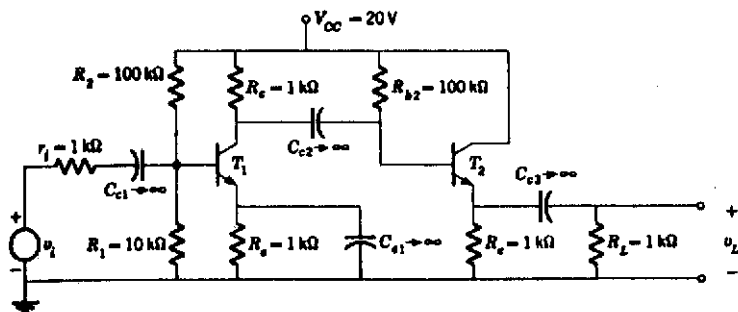 V_CC = 20 V
R_2 = 100 kΩ
R_c = 1 kΩ
R_b2 = 100 kΩ
r_i = 1 kΩ
C_c2 → ∞
T_1
T_2
C_c1 → ∞
C_c3 → ∞
+
v_i
−
R_1 = 10 kΩ
R_e = 1 kΩ
C_e1 → ∞
R_e = 1 kΩ
R_L = 1 kΩ
+
v_L
−